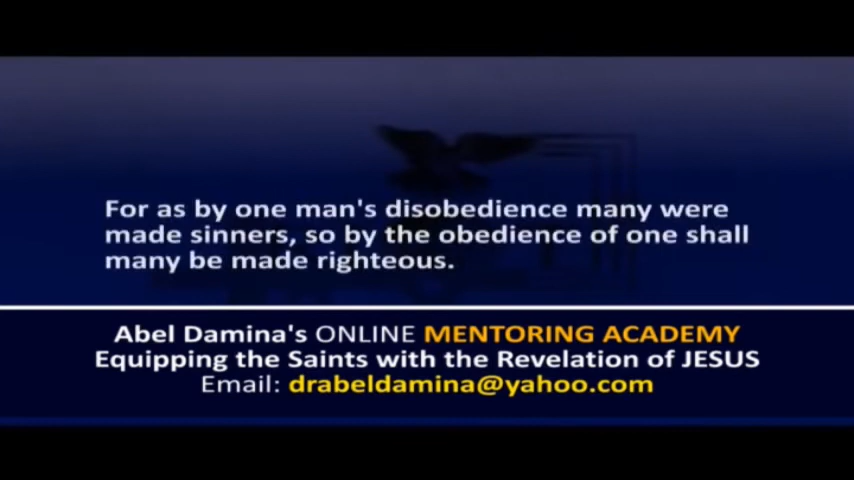 For as by one man's disobedience many were
made sinners, so by the obedience of one shall
many be made righteous.
Abel Damina's ONLINE MENTORING ACADEMY
Equipping the Saints with the Revelation of JESUS
Email: drabeldamina@yahoo.com